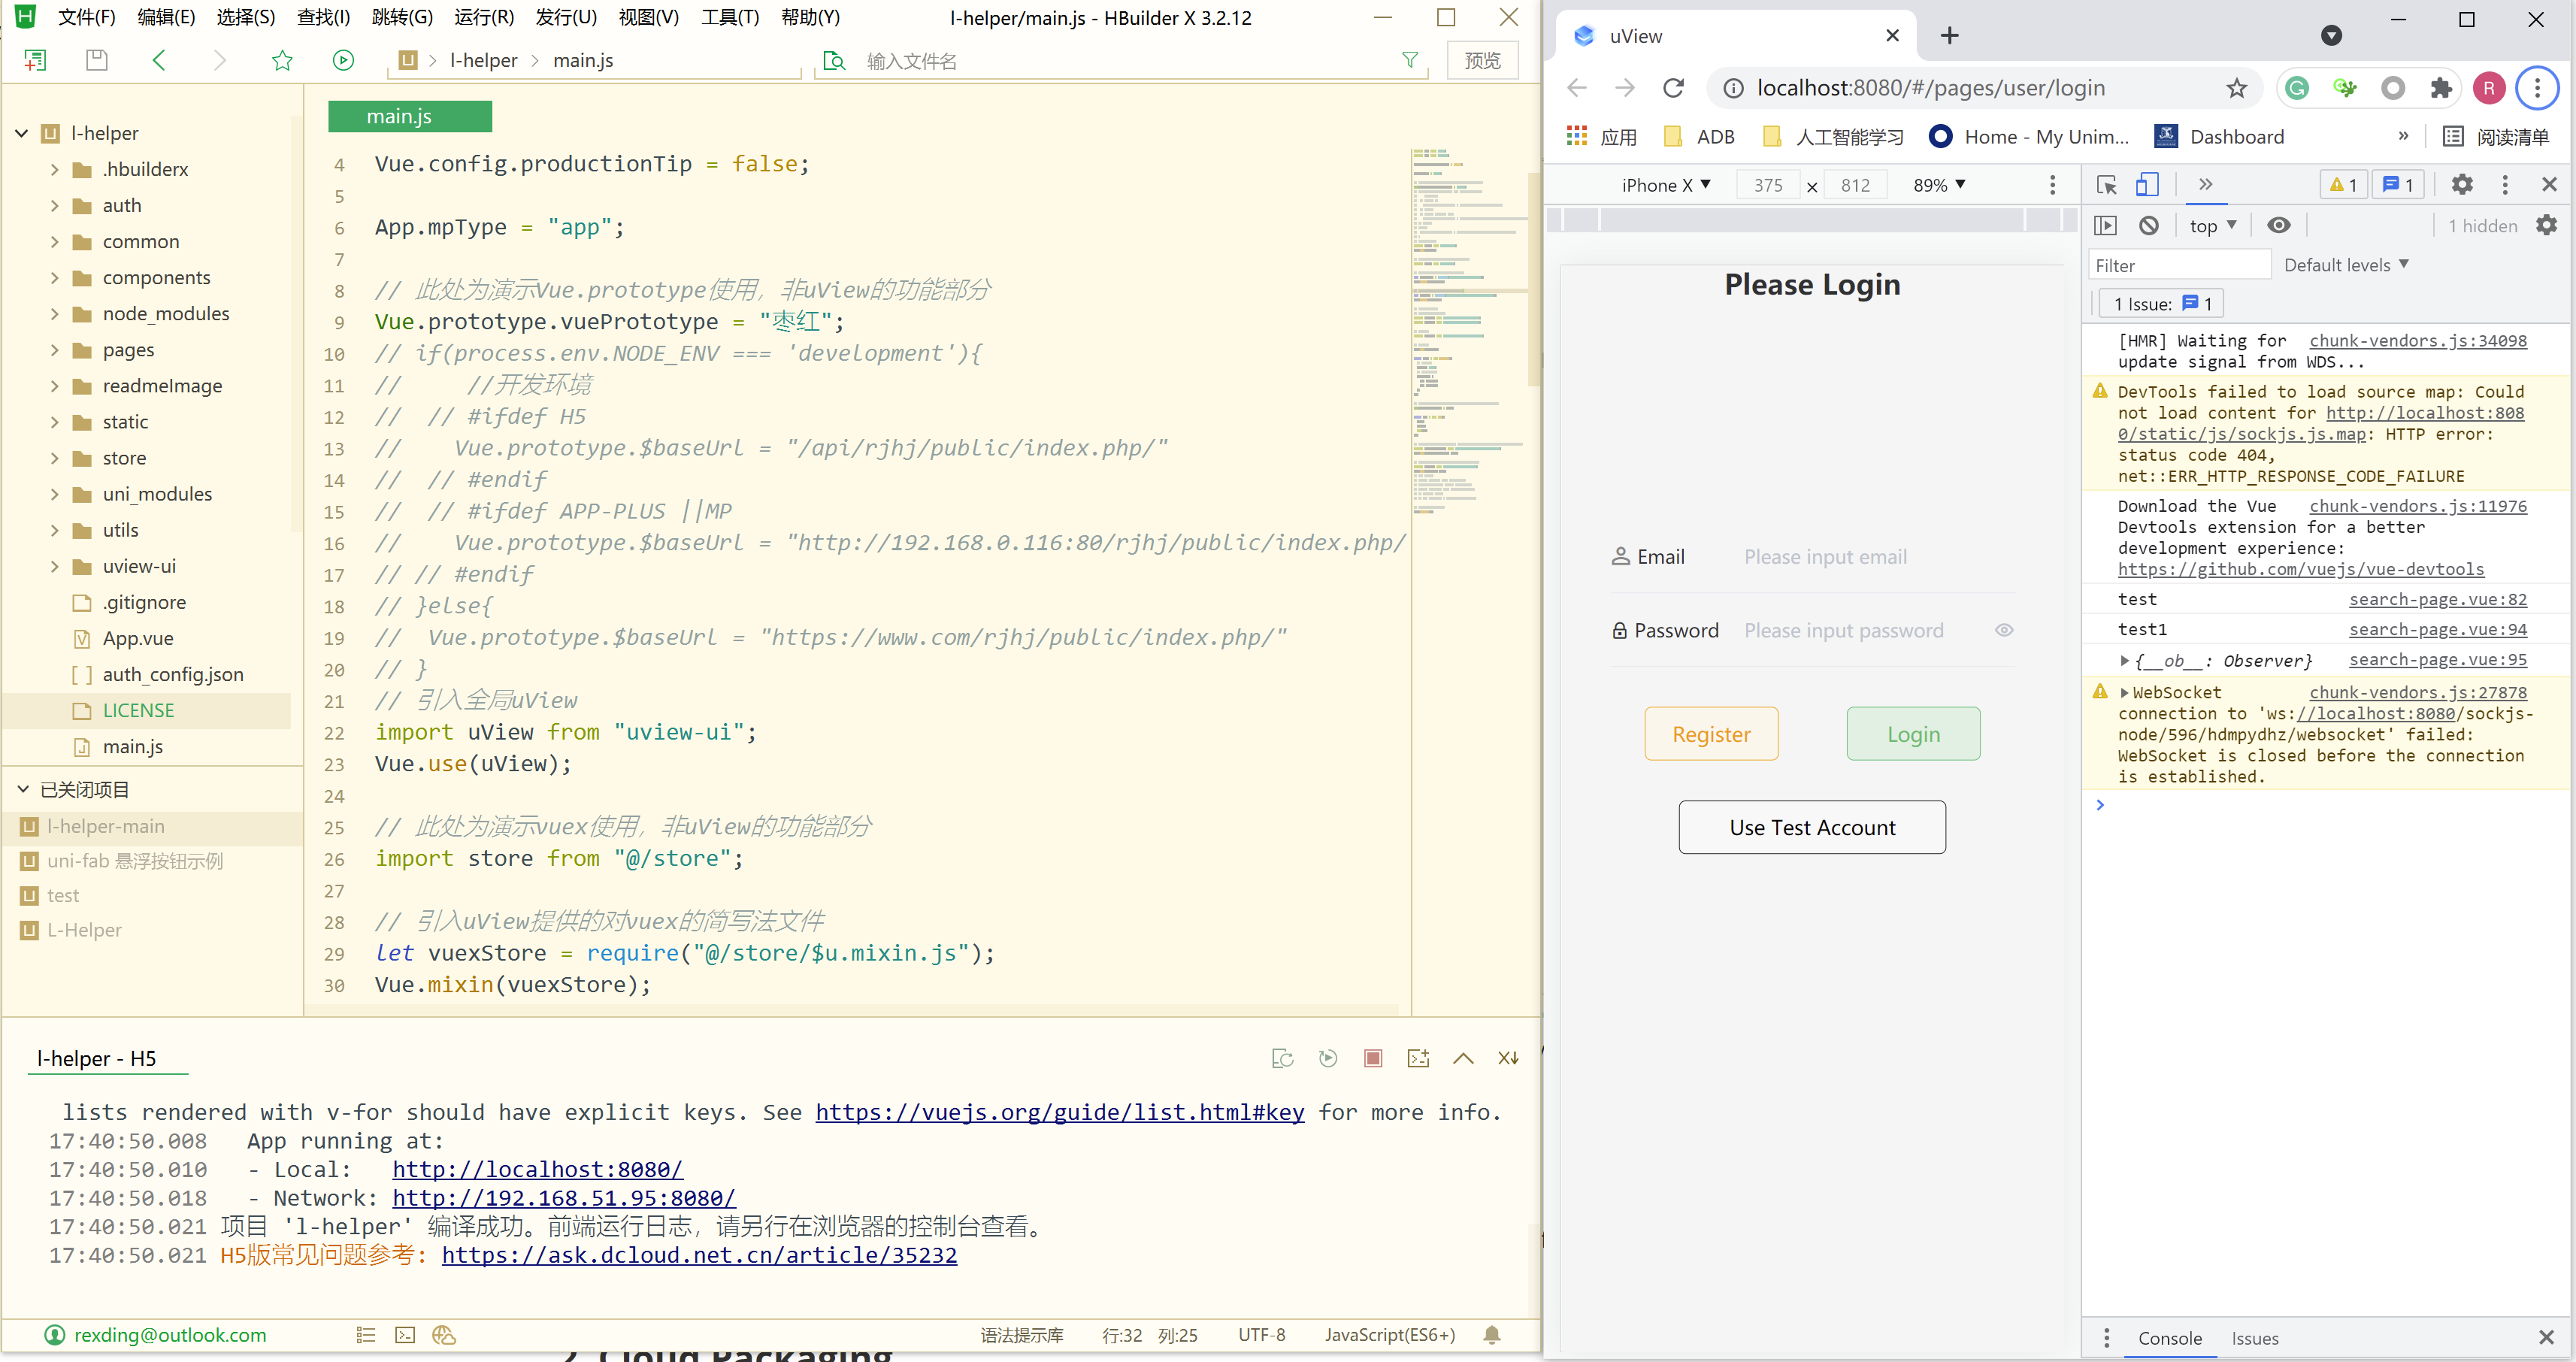 文件(F) 编辑(E) 选择(S) 查找(I) 跳转(G) 运行(R) 发行(U) 视图(V) 工具(T) 帮助(Y) l-helper/main.js - HBuilder X 3.2.12
l-helper main.js 输入文件名 预览
l-helper
.hbuilderx
auth
common
components
node_modules
pages
readmeImage
static
store
uni_modules
utils
uview-ui
.gitignore
App.vue
auth_config.json
LICENSE
main.js
已关闭项目
l-helper-main
uni-fab 悬浮按钮示例
test
L-Helper
main.js
4 Vue.config.productionTip = false;
5
6 App.mpType = "app";
7
8 // 此处为演示Vue.prototype使用，非uView的功能部分
9 Vue.prototype.vuePrototype = "枣红";
10 // if(process.env.NODE_ENV === 'development'){
11 // //开发环境
12 // // #ifdef H5
13 // Vue.prototype.$baseUrl = "/api/rjhj/public/index.php/"
14 // // #endif
15 // // #ifdef APP-PLUS ||MP
16 // Vue.prototype.$baseUrl = "http://192.168.0.116:80/rjhj/public/index.php/
17 // // #endif
18 // }else{
19 // Vue.prototype.$baseUrl = "https://www.com/rjhj/public/index.php/"
20 // }
21 // 引入全局uView
22 import uView from "uview-ui";
23 Vue.use(uView);
24
25 // 此处为演示vuex使用，非uView的功能部分
26 import store from "@/store";
27
28 // 引入uView提供的对vuex的简写法文件
29 let vuexStore = require("@/store/$u.mixin.js");
30 Vue.mixin(vuexStore);
l-helper - H5
lists rendered with v-for should have explicit keys. See https://vuejs.org/guide/list.html#key for more info.
17:40:50.008 App running at:
17:40:50.010 - Local: http://localhost:8080/
17:40:50.018 - Network: http://192.168.51.95:8080/
17:40:50.021 项目 'l-helper' 编译成功。前端运行日志，请另行在浏览器的控制台查看。
17:40:50.021 H5版常见问题参考: https://ask.dcloud.net.cn/article/35232
rexding@outlook.com 语法提示库 行:32 列:25 UTF-8 JavaScript(ES6+)
2. Cloud Packaging
uView
localhost:8080/#/pages/user/login R
应用 ADB 人工智能学习 Home - My Unim... Dashboard » 阅读清单
iPhone X 375 × 812 89%
Please Login
Email Please input email
Password Please input password
Register Login
Use Test Account
1 1
top 1 hidden
Filter Default levels
1 Issue: 1
[HMR] Waiting for chunk-vendors.js:34098
update signal from WDS...
DevTools failed to load source map: Could
not load content for http://localhost:808
0/static/js/sockjs.js.map: HTTP error:
status code 404,
net::ERR_HTTP_RESPONSE_CODE_FAILURE
Download the Vue chunk-vendors.js:11976
Devtools extension for a better
development experience:
https://github.com/vuejs/vue-devtools
test search-page.vue:82
test1 search-page.vue:94
{__ob__: Observer} search-page.vue:95
WebSocket chunk-vendors.js:27878
connection to 'ws://localhost:8080/sockjs-
node/596/hdmpydhz/websocket' failed:
WebSocket is closed before the connection
is established.
Console Issues